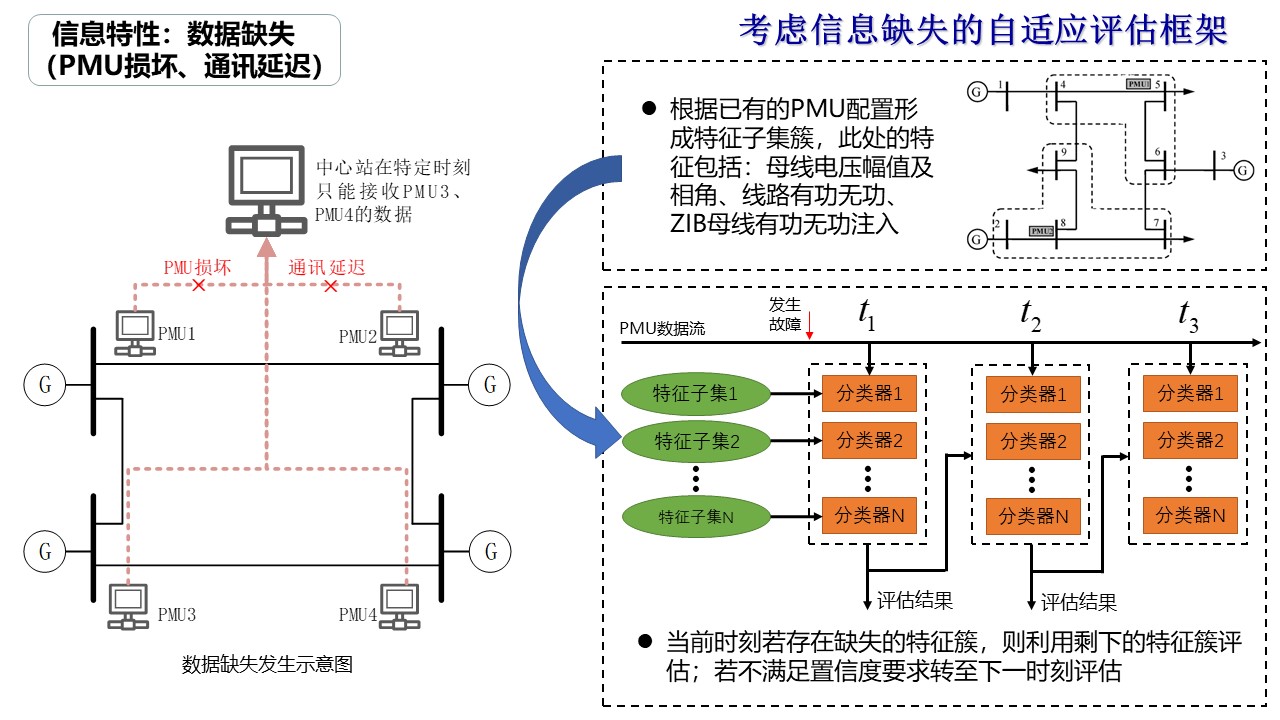 信息特性：数据缺失
（PMU损坏、通讯延迟）
考虑信息缺失的自适应评估框架
中心站在特定时刻
只能接收PMU3、
PMU4的数据
PMU损坏
通讯延迟
PMU1
PMU2
G
G
G
G
PMU3
PMU4
数据缺失发生示意图
● 根据已有的PMU配置形
成特征子集簇，此处的特
征包括：母线电压幅值及
相角、线路有功无功、
ZIB母线有功无功注入
G
1
4
PMU1
5
9
6
3
G
2
G
PMU2
8
7
PMU数据流
发生
故障
t1
t2
t3
特征子集1
分类器1
分类器1
分类器1
特征子集2
分类器2
分类器2
分类器2
特征子集N
分类器N
分类器N
分类器N
评估结果
评估结果
● 当前时刻若存在缺失的特征簇，则利用剩下的特征簇评
估；若不满足置信度要求转至下一时刻评估